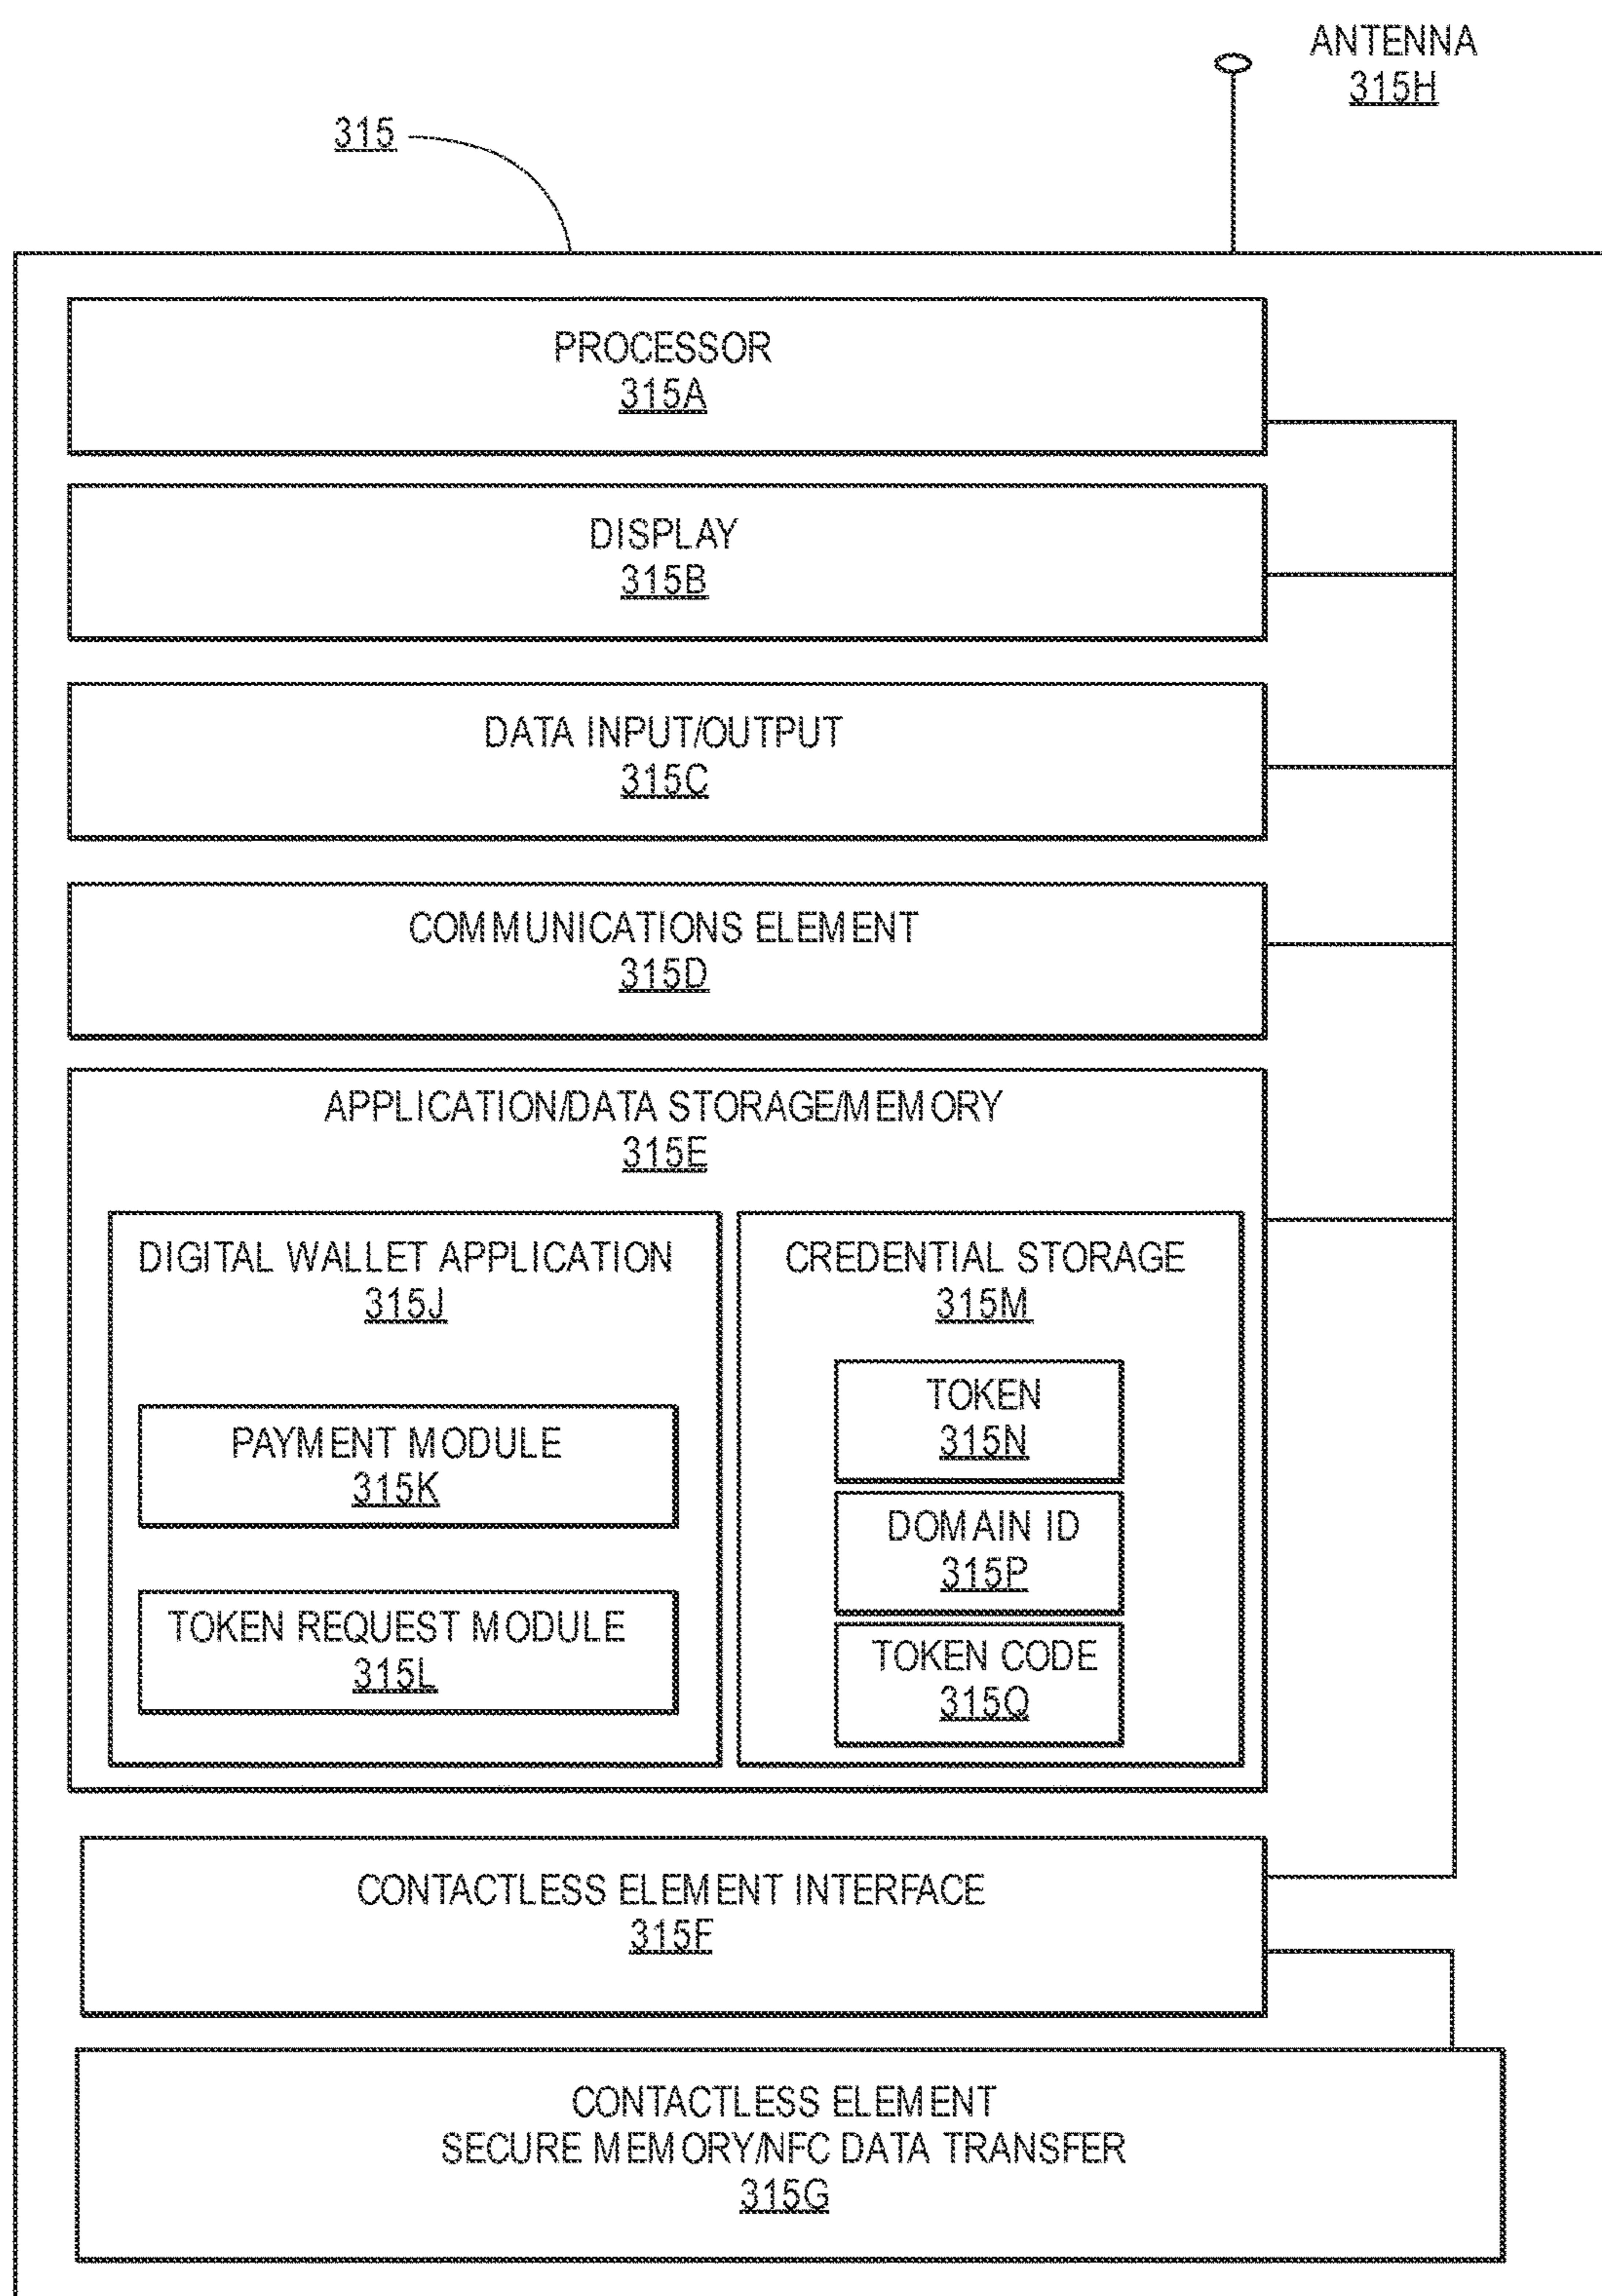 ANTENNA
315H
315
PROCESSOR
315A
DISPLAY
315B
DATA INPUT/OUTPUT
315C
COMMUNICATIONS ELEMENT
315D
APPLICATION/DATA STORAGE/MEMORY
315E
DIGITAL WALLET APPLICATION
315J
PAYMENT MODULE
315K
TOKEN REQUEST MODULE
315L
CREDENTIAL STORAGE
315M
TOKEN
315N
DOMAIN ID
315P
TOKEN CODE
315Q
CONTACTLESS ELEMENT INTERFACE
315F
CONTACTLESS ELEMENT
SECURE MEMORY/NFC DATA TRANSFER
315G